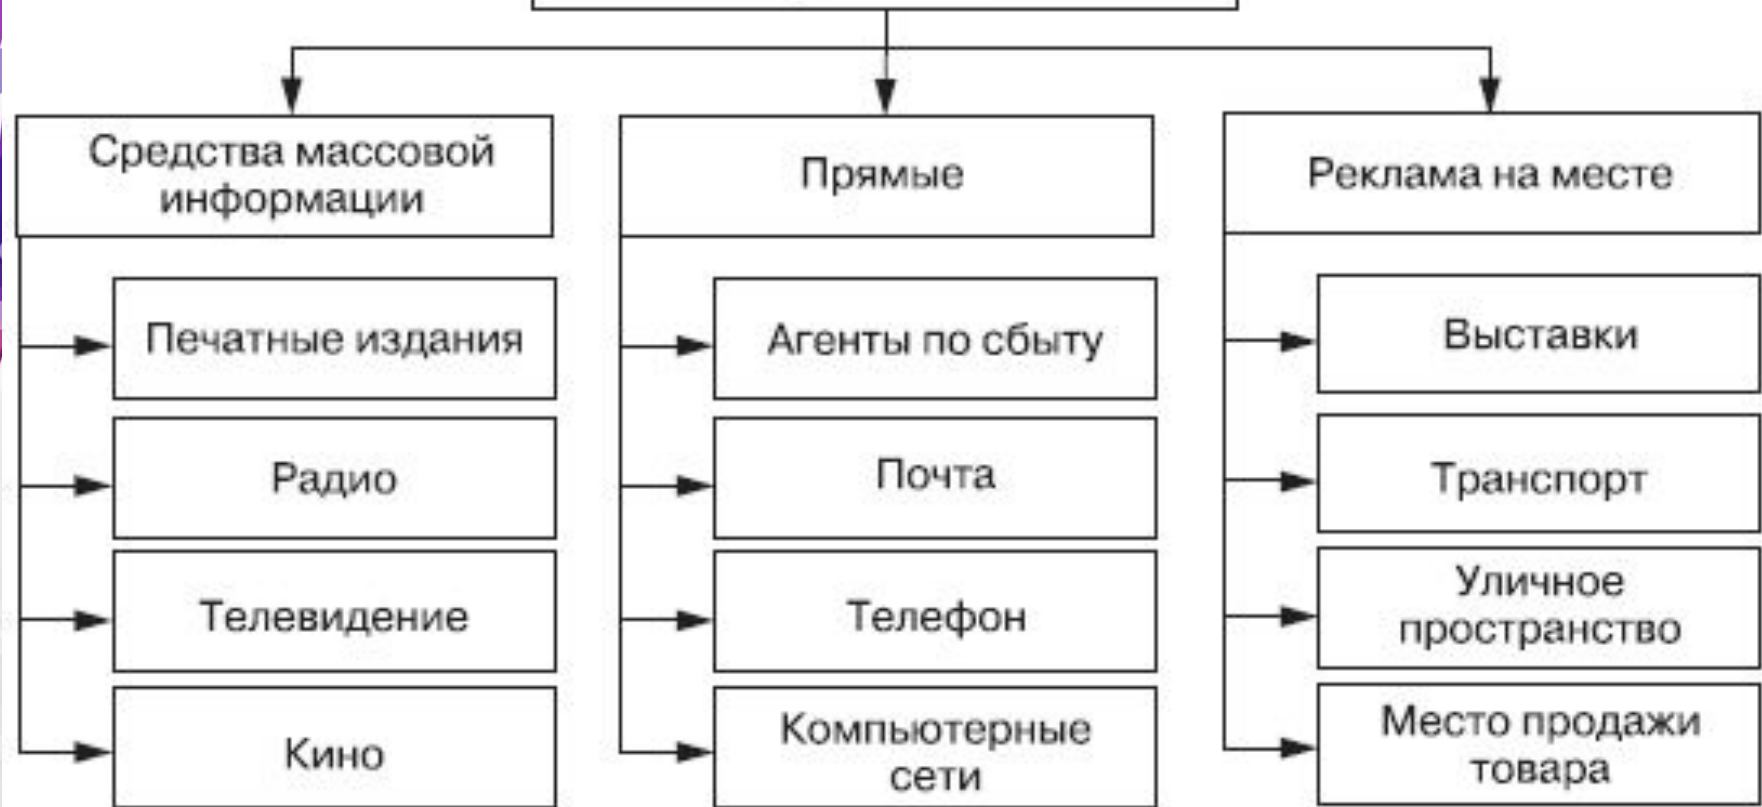 Средства массовой
информации
Печатные издания
Радио
Телевидение
Кино
Прямые
Агенты по сбыту
Почта
Телефон
Компьютерные
сети
Реклама на месте
Выставки
Транспорт
Уличное
пространство
Место продажи
товара